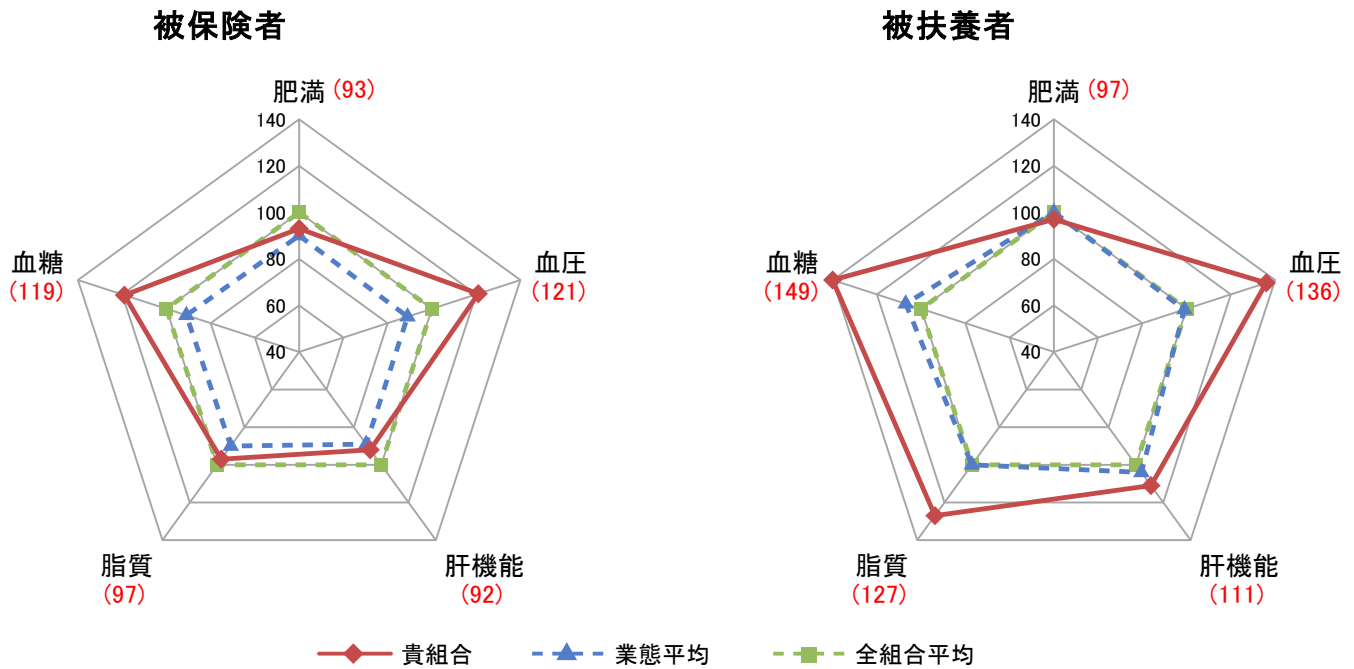 被保険者
肥満(93)
140
120
100
80
60
40
血糖
(119)
血圧
(121)
脂質
(97)
肝機能
(92)
被扶養者
肥満(97)
140
120
100
80
60
40
血糖
(149)
血圧
(136)
脂質
(127)
肝機能
(111)
貴組合 業態平均 全組合平均